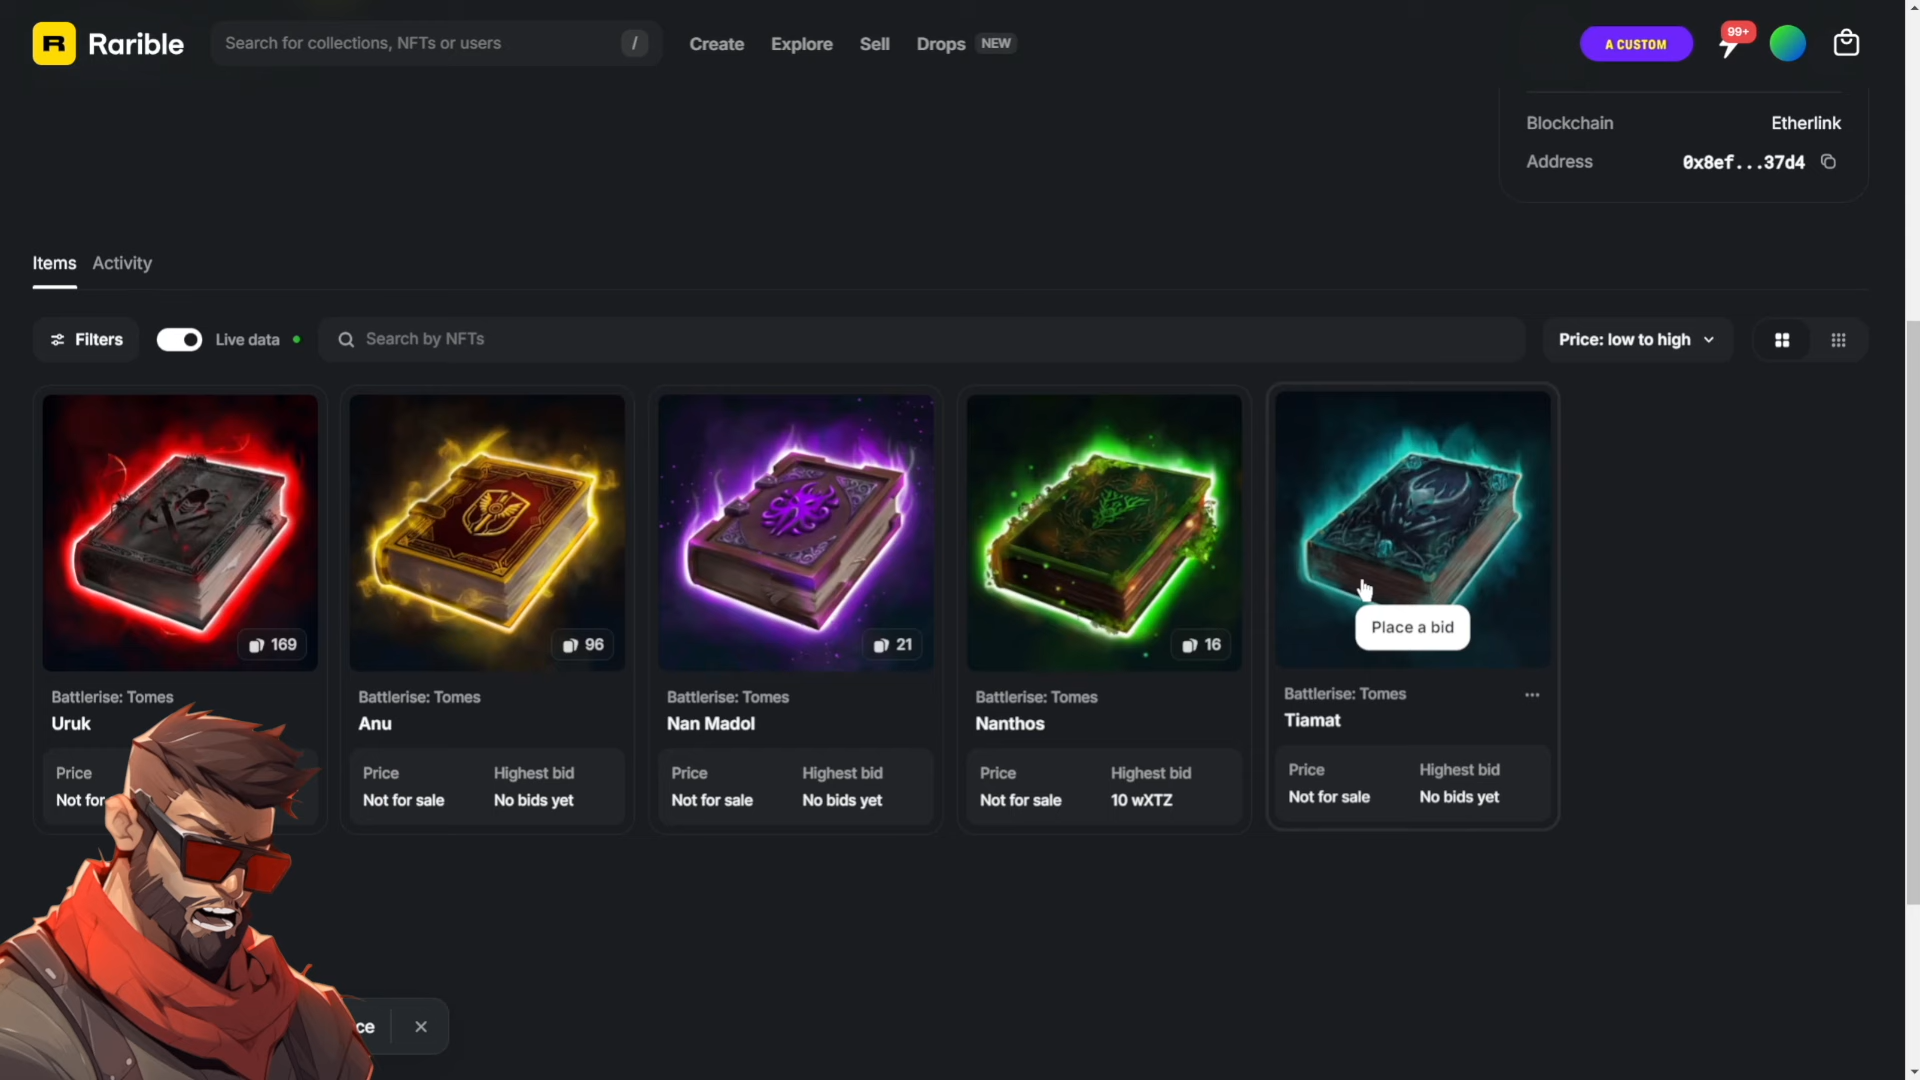 R Rarible
Search for collections, NFTs or users
/
Create Explore Sell Drops NEW
A CUSTOM
99+
Blockchain Etherlink
Address 0x8ef...37d4
Items Activity
Filters Live data Search by NFTs Price: low to high
169 96 21 16
Place a bid
Battlerise: Tomes
Uruk
Price
Not for
Battlerise: Tomes
Anu
Price Highest bid
Not for sale No bids yet
Battlerise: Tomes
Nan Madol
Price Highest bid
Not for sale No bids yet
Battlerise: Tomes
Nanthos
Price Highest bid
Not for sale 10 wXTZ
Battlerise: Tomes
Tiamat
Price Highest bid
Not for sale No bids yet
ce